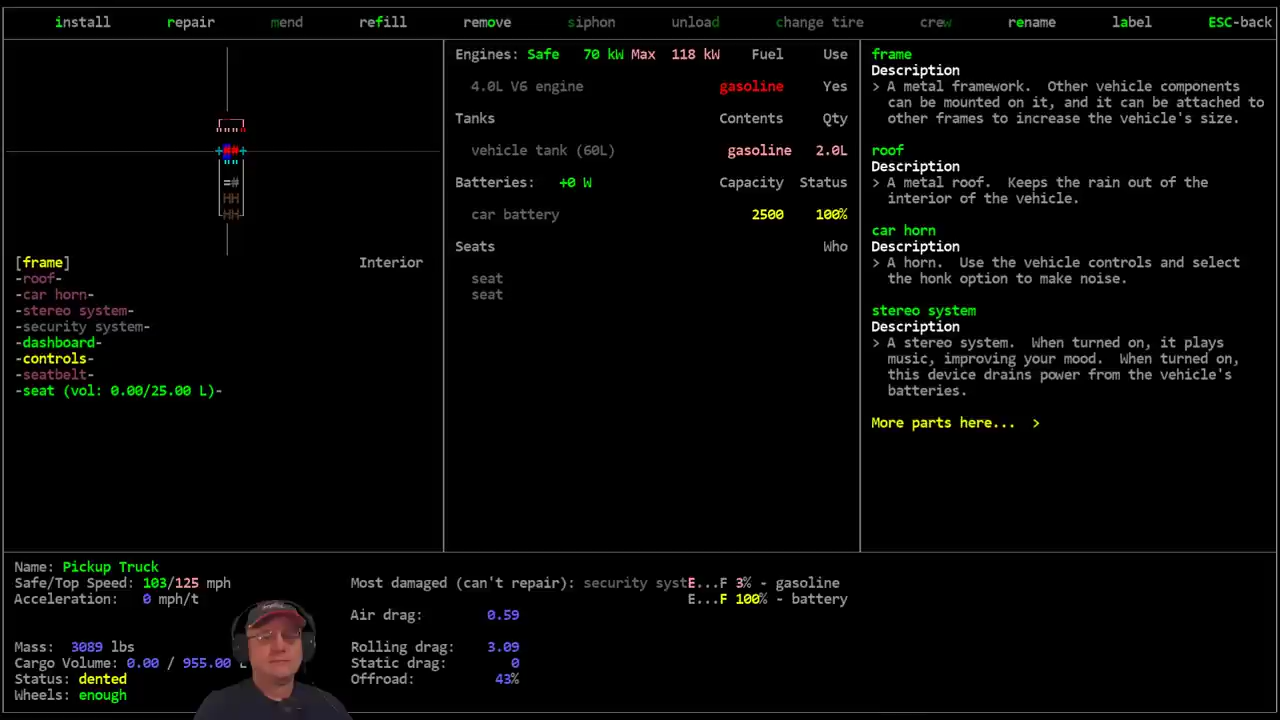 install repair mend refill remove siphon unload change tire crew rename label ESC-back
[frame] Interior
-roof-
-car horn-
-stereo system-
-security system-
-dashboard-
-controls-
-seatbelt-
-seat (vol: 0.00/25.00 L)-
Engines: Safe 70 kW Max 118 kW Fuel Use
4.0L V6 engine gasoline Yes
Tanks Contents Qty
vehicle tank (60L) gasoline 2.0L
Batteries: +0 W Capacity Status
car battery 2500 100%
Seats Who
seat
seat
frame
Description
> A metal framework. Other vehicle components
can be mounted on it, and it can be attached to
other frames to increase the vehicle's size.
roof
Description
> A metal roof. Keeps the rain out of the
interior of the vehicle.
car horn
Description
> A horn. Use the vehicle controls and select
the honk option to make noise.
stereo system
Description
> A stereo system. When turned on, it plays
music, improving your mood. When turned on,
this device drains power from the vehicle's
batteries.
More parts here... >
Name: Pickup Truck
Safe/Top Speed: 103/125 mph
Acceleration: 0 mph/t
Mass: 3089 lbs
Cargo Volume: 0.00 / 955.00 L
Status: dented
Wheels: enough
Most damaged (can't repair): security systE...F 3% - gasoline
E...F 100% - battery
Air drag: 0.59
Rolling drag: 3.09
Static drag: 0
Offroad: 43%